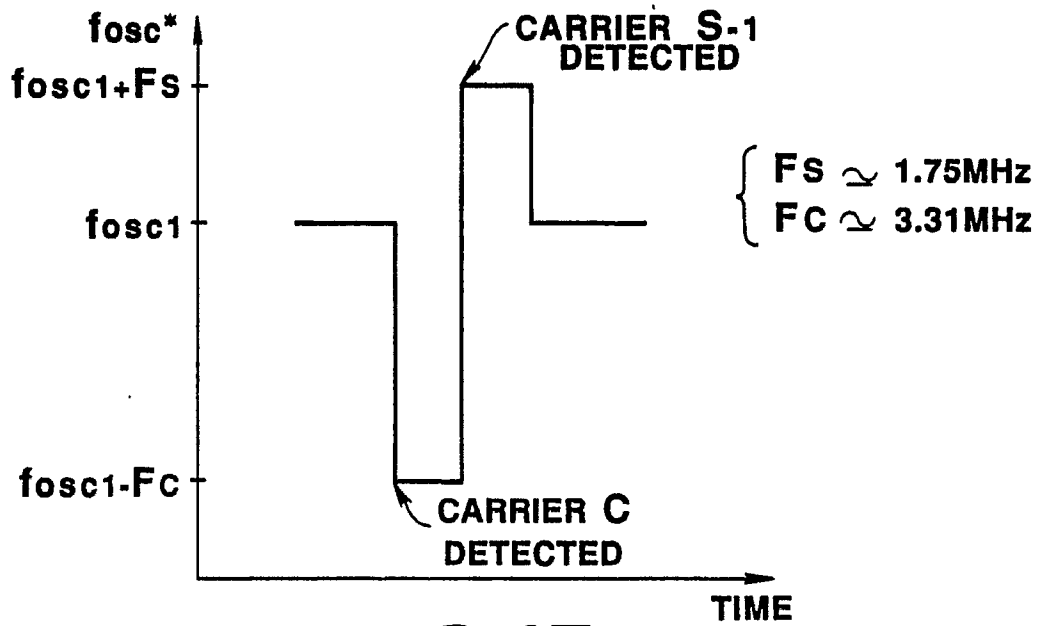 fosc*
CARRIER S-1
DETECTED
fosc1+FS
FS ≃ 1.75MHz
fosc1
FC ≃ 3.31MHz
fosc1-FC
CARRIER C
DETECTED
TIME